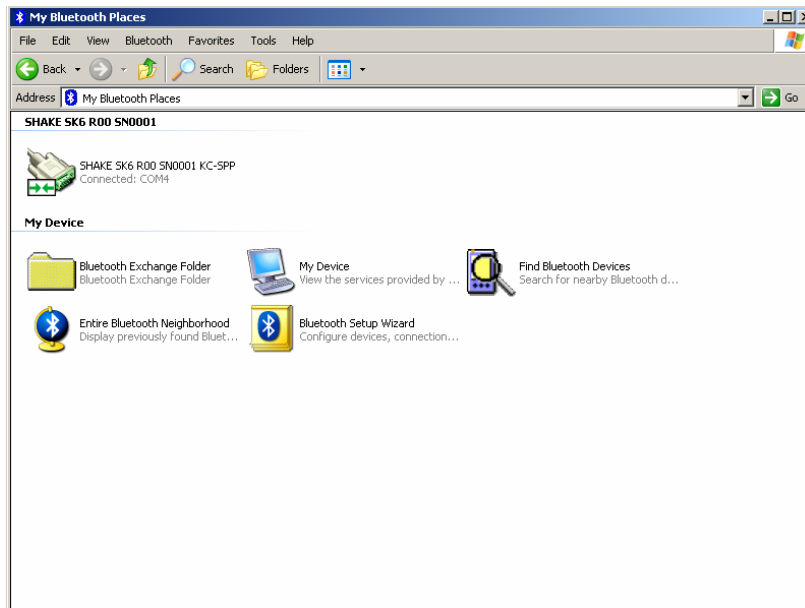 My Bluetooth Places
File Edit View Bluetooth Favorites Tools Help
Back Search Folders
Address My Bluetooth Places Go
SHAKE SK6 R00 SN0001
SHAKE SK6 R00 SN0001 KC-SPP
Connected: COM4
My Device
Bluetooth Exchange Folder
Bluetooth Exchange Folder
My Device
View the services provided by ...
Find Bluetooth Devices
Search for nearby Bluetooth d...
Entire Bluetooth Neighborhood
Display previously found Bluet...
Bluetooth Setup Wizard
Configure devices, connection...